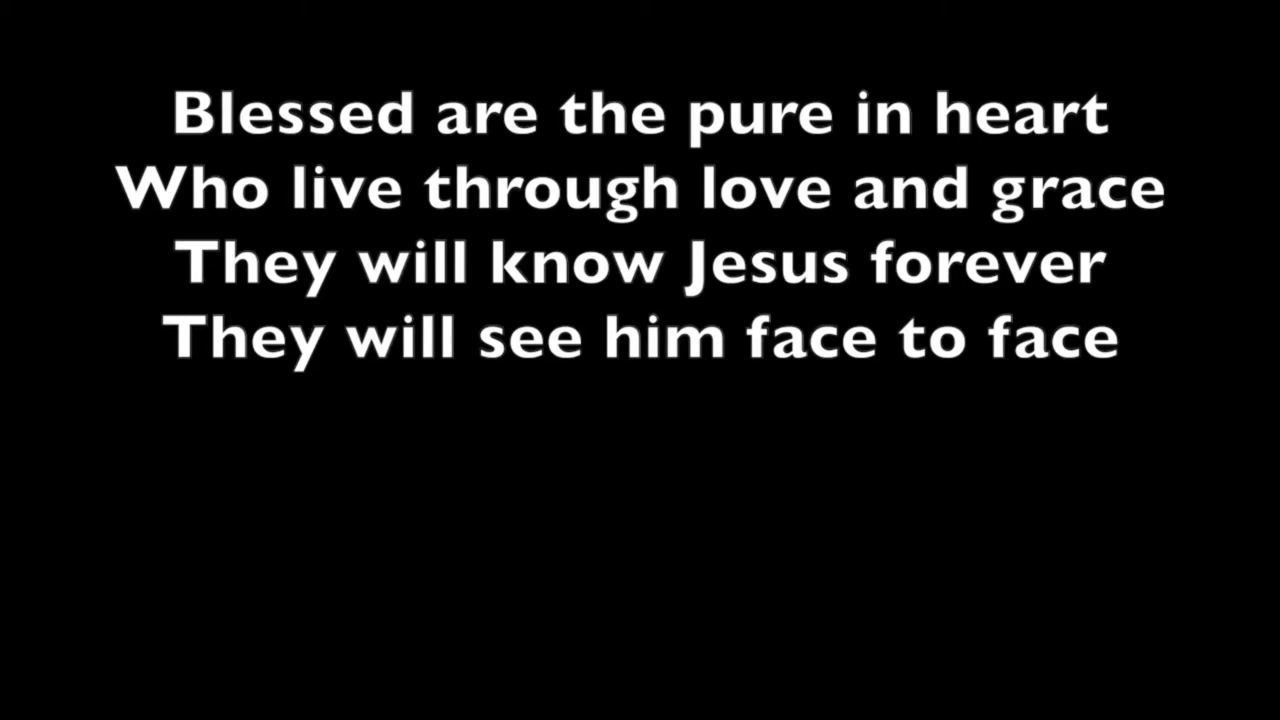 Blessed are the pure in heart
Who live through love and grace
They will know Jesus forever
They will see him face to face